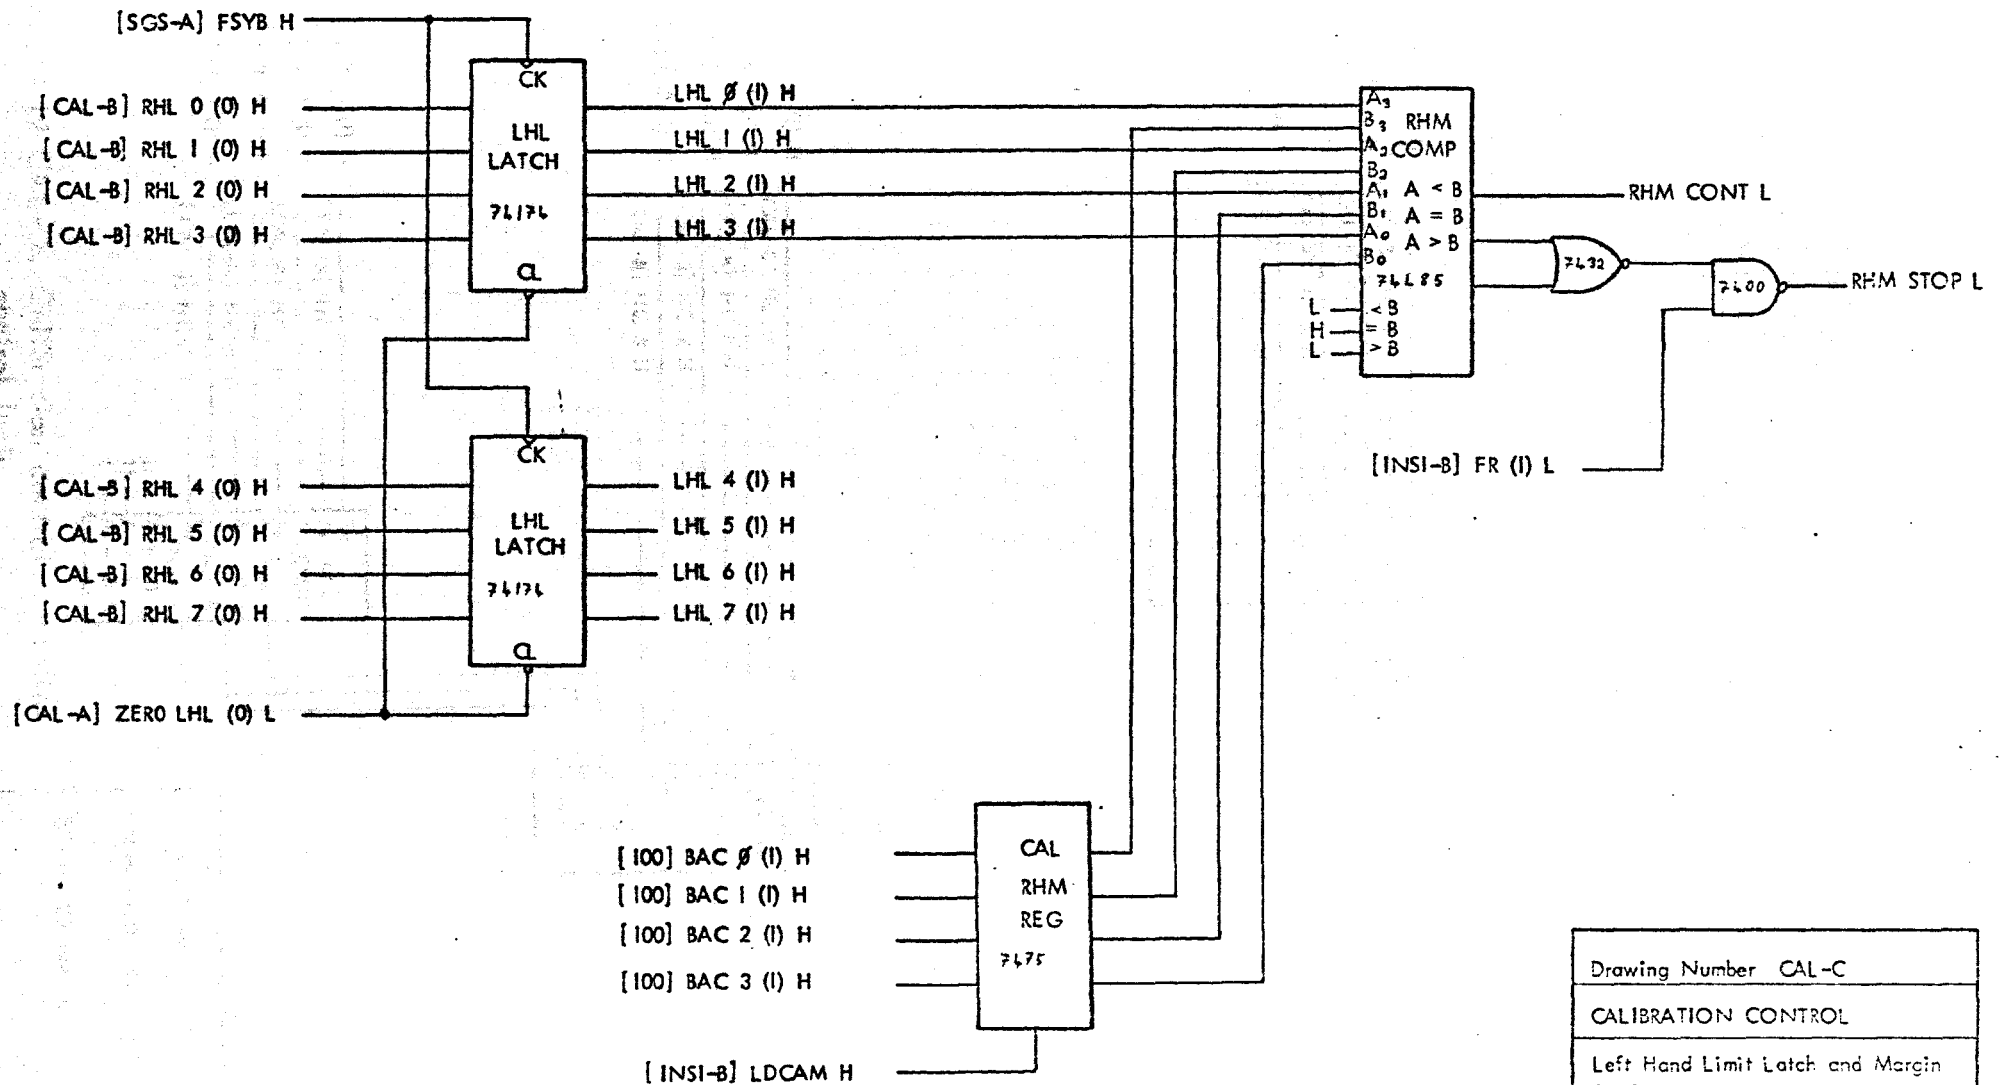 [SGS-A] FSYB H
CK
[CAL-B] RHL 0 (0) H
[CAL-B] RHL 1 (0) H
[CAL-B] RHL 2 (0) H
[CAL-B] RHL 3 (0) H
LHL
LATCH
74174
CL
LHL Ø (1) H
LHL 1 (1) H
LHL 2 (1) H
LHL 3 (1) H
A3
B3 RHM
A2 COMP
B2
A1 A < B
B1 A = B
A0 A > B
B0
74L85
L < B
H = B
L > B
RHM CONT L
7432
7400
RHM STOP L
[INSI-B] FR (1) L
CK
[CAL-B] RHL 4 (0) H
[CAL-B] RHL 5 (0) H
[CAL-B] RHL 6 (0) H
[CAL-B] RHL 7 (0) H
LHL
LATCH
74174
CL
LHL 4 (1) H
LHL 5 (1) H
LHL 6 (1) H
LHL 7 (1) H
[CAL-A] ZERO LHL (0) L
[100] BAC Ø (1) H
[100] BAC 1 (1) H
[100] BAC 2 (1) H
[100] BAC 3 (1) H
CAL
RHM
REG
7475
[INSI-B] LDCAM H
Drawing Number CAL-C
CALIBRATION CONTROL
Left Hand Limit Latch and Margin